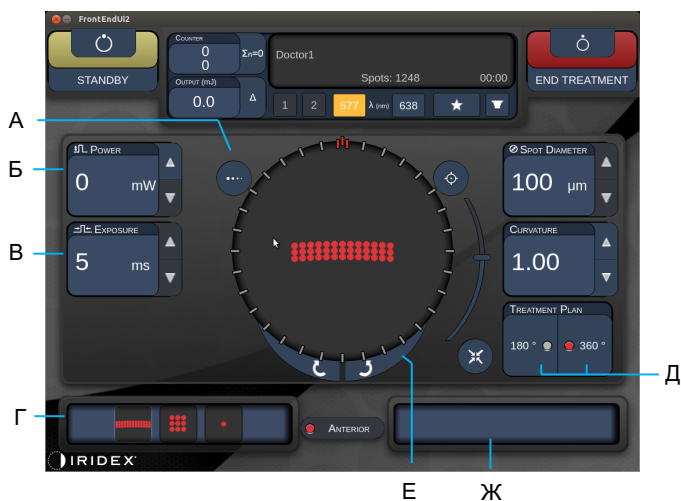 FrontEndUI2
STANDBY
COUNTER
0
0
Σn=0
OUTPUT (mJ)
0.0
Δ
Doctor1
Spots: 1248 00:00
1 2 577 λ (nm) 638
END TREATMENT
А
Б
POWER
0 mW
В
EXPOSURE
5 ms
SPOT DIAMETER
100 μm
CURVATURE
1.00
TREATMENT PLAN
180 ° 360 °
Д
Г
ANTERIOR
IRIDEX
Е
Ж